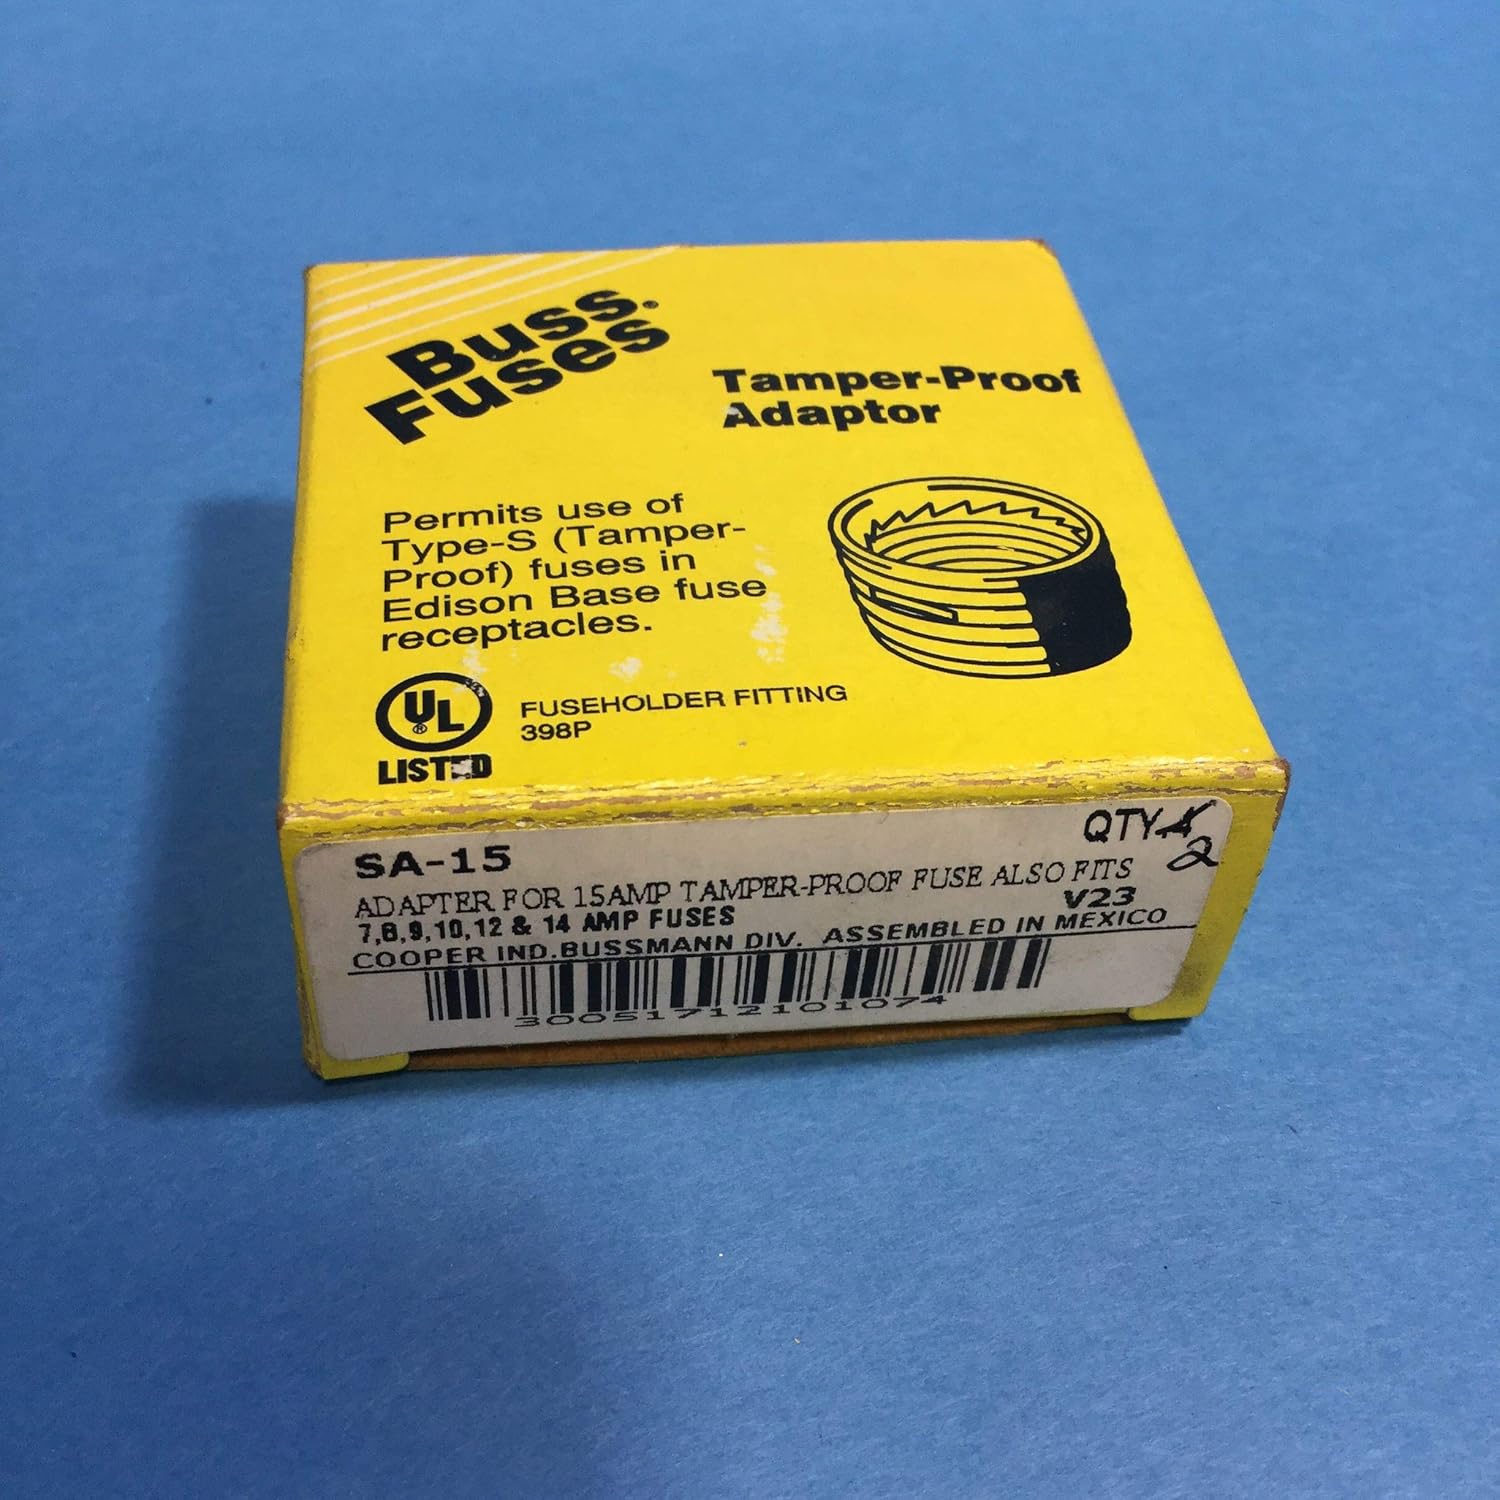 Buss®
Fuses
Tamper-Proof
Adaptor
Permits use of
Type-S (Tamper-
Proof) fuses in
Edison Base fuse
receptacles.
UL®
LISTED
FUSEHOLDER FITTING
398P
QTY
2
SA-15
ADAPTER FOR 15AMP TAMPER-PROOF FUSE ALSO FITS
7,8,9,10,12 & 14 AMP FUSES
V23
COOPER IND.BUSSMANN DIV. ASSEMBLED IN MEXICO
30051712101074